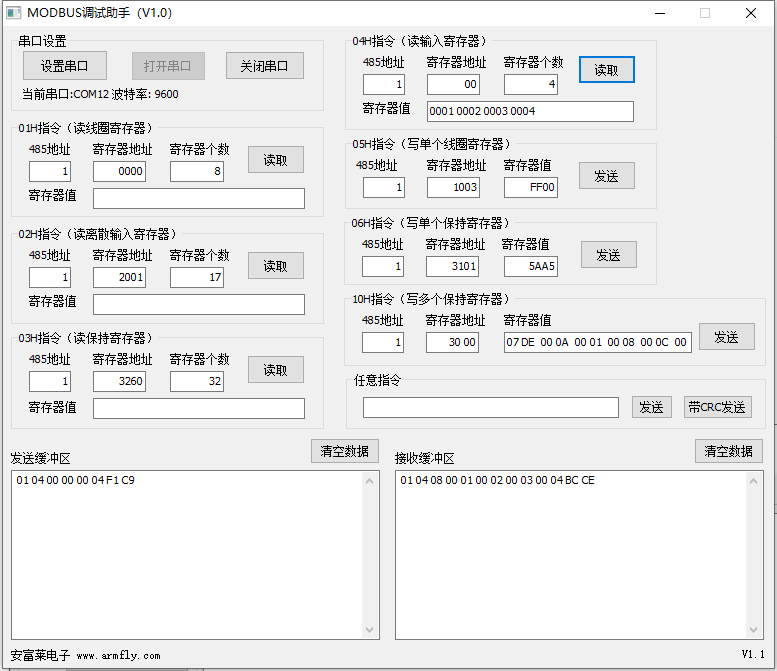 MODBUS调试助手（V1.0）
串口设置
设置串口 打开串口 关闭串口
当前串口:COM12 波特率: 9600
01H指令（读线圈寄存器）
485地址 寄存器地址 寄存器个数
1 0000 8 读取
寄存器值
02H指令（读离散输入寄存器）
485地址 寄存器地址 寄存器个数
1 2001 17 读取
寄存器值
03H指令（读保持寄存器）
485地址 寄存器地址 寄存器个数
1 3260 32 读取
寄存器值
04H指令（读输入寄存器）
485地址 寄存器地址 寄存器个数
1 00 4 读取
寄存器值 0001 0002 0003 0004
05H指令（写单个线圈寄存器）
485地址 寄存器地址 寄存器值
1 1003 FF00 发送
06H指令（写单个保持寄存器）
485地址 寄存器地址 寄存器值
1 3101 5AA5 发送
10H指令（写多个保持寄存器）
485地址 寄存器地址 寄存器值
1 30 00 07 DE 00 0A 00 01 00 08 00 0C 00 发送
任意指令
发送 带CRC发送
发送缓冲区 清空数据
01 04 00 00 00 04 F1 C9
接收缓冲区 清空数据
01 04 08 00 01 00 02 00 03 00 04 BC CE
安富莱电子 www.armfly.com V1.1